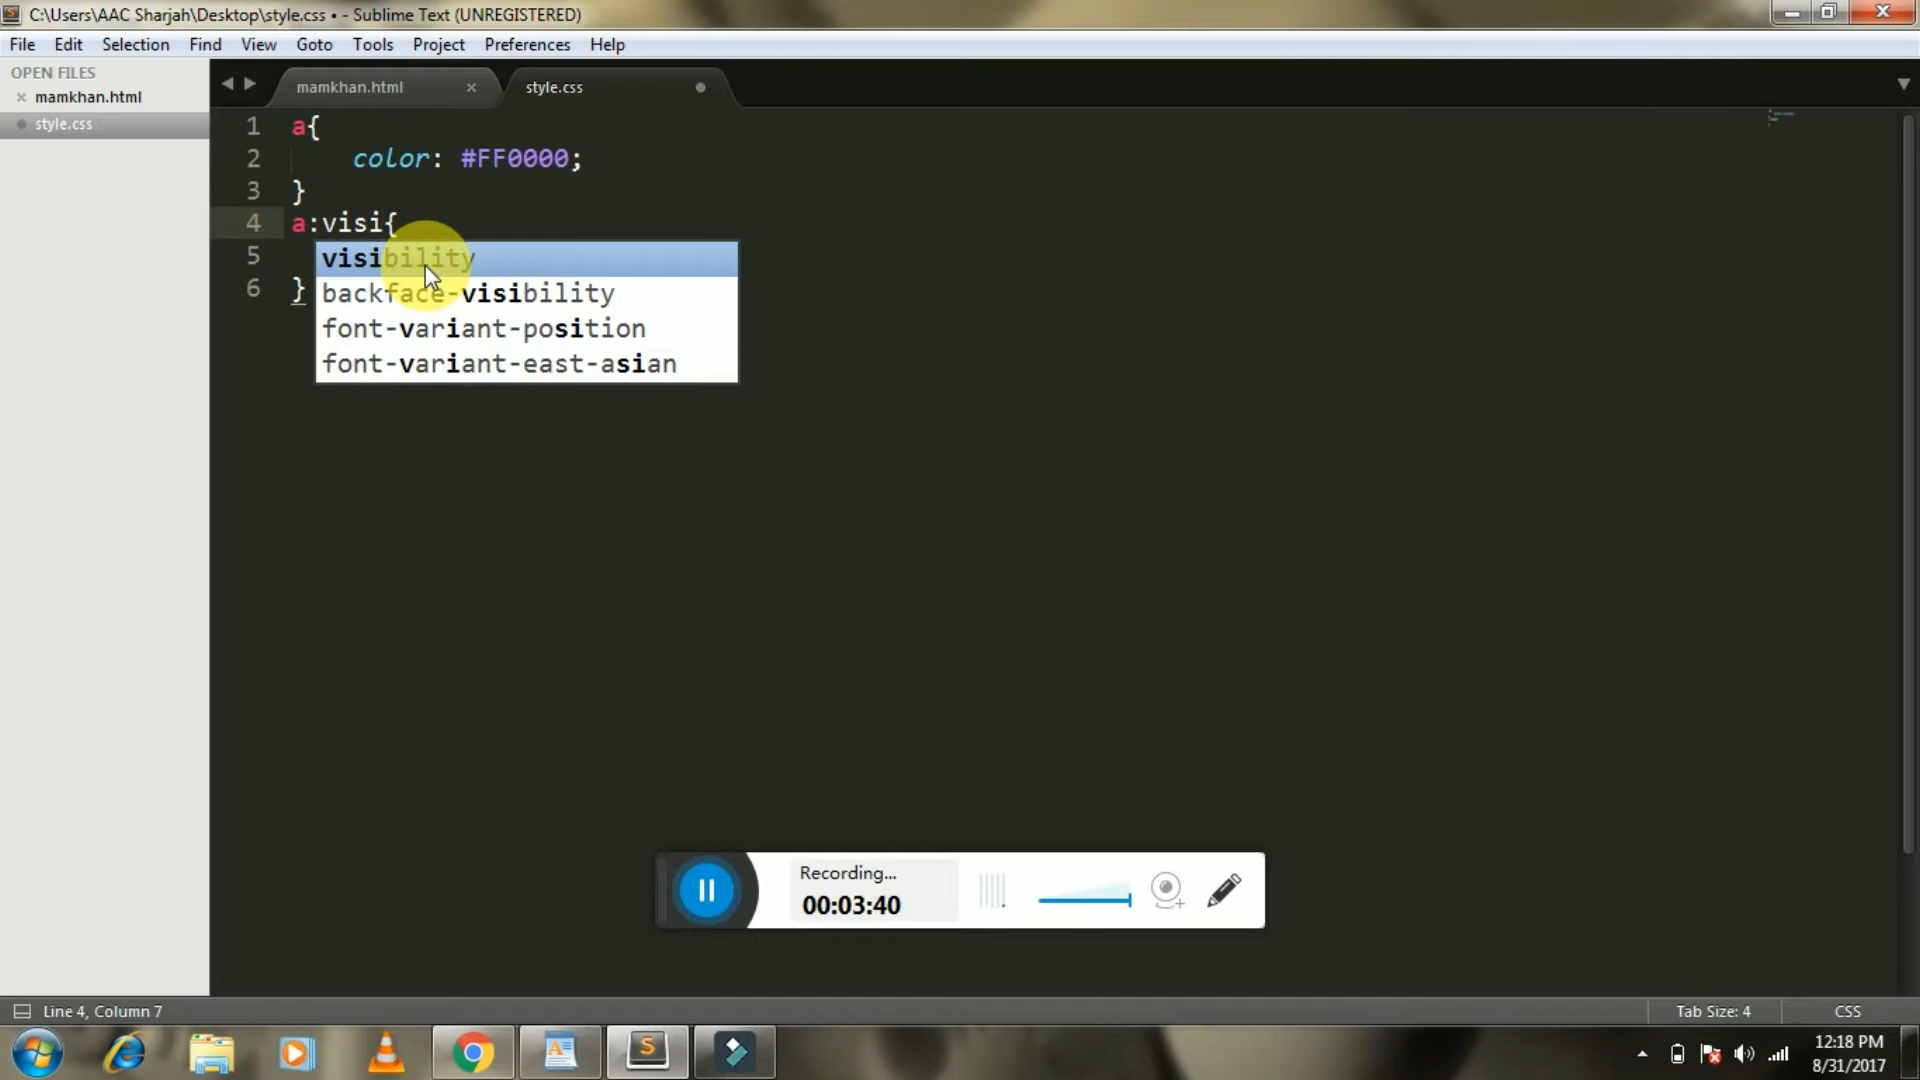 C:\Users\AAC Sharjah\Desktop\style.css • - Sublime Text (UNREGISTERED)
File Edit Selection Find View Goto Tools Project Preferences Help
OPEN FILES
mamkhan.html
style.css
mamkhan.html
style.css
1 a{
2 color: #FF0000;
3 }
4 a:visi{
5
6 }
visibility
backface-visibility
font-variant-position
font-variant-east-asian
Recording...
00:03:40
Line 4, Column 7
Tab Size: 4
CSS
12:18 PM
8/31/2017